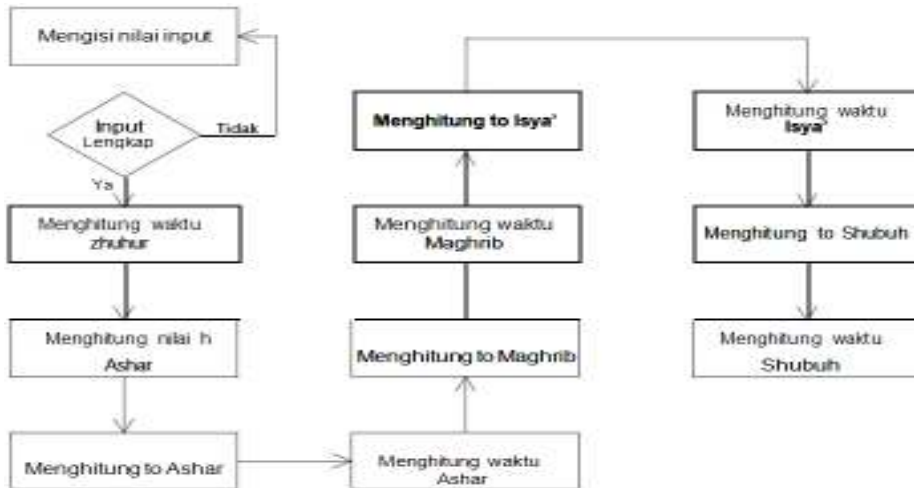 Mengisi nilai input
Input
Lengkap
Tidak
Ya
Menghitung waktu
zhuhur
Menghitung nilai h
Ashar
Menghitung to Ashar
Menghitung waktu
Ashar
Menghitung to Maghrib
Menghitung waktu
Maghrib
Menghitung to Isya'
Menghitung waktu
Isya'
Menghitung to Shubuh
Menghitung waktu
Shubuh